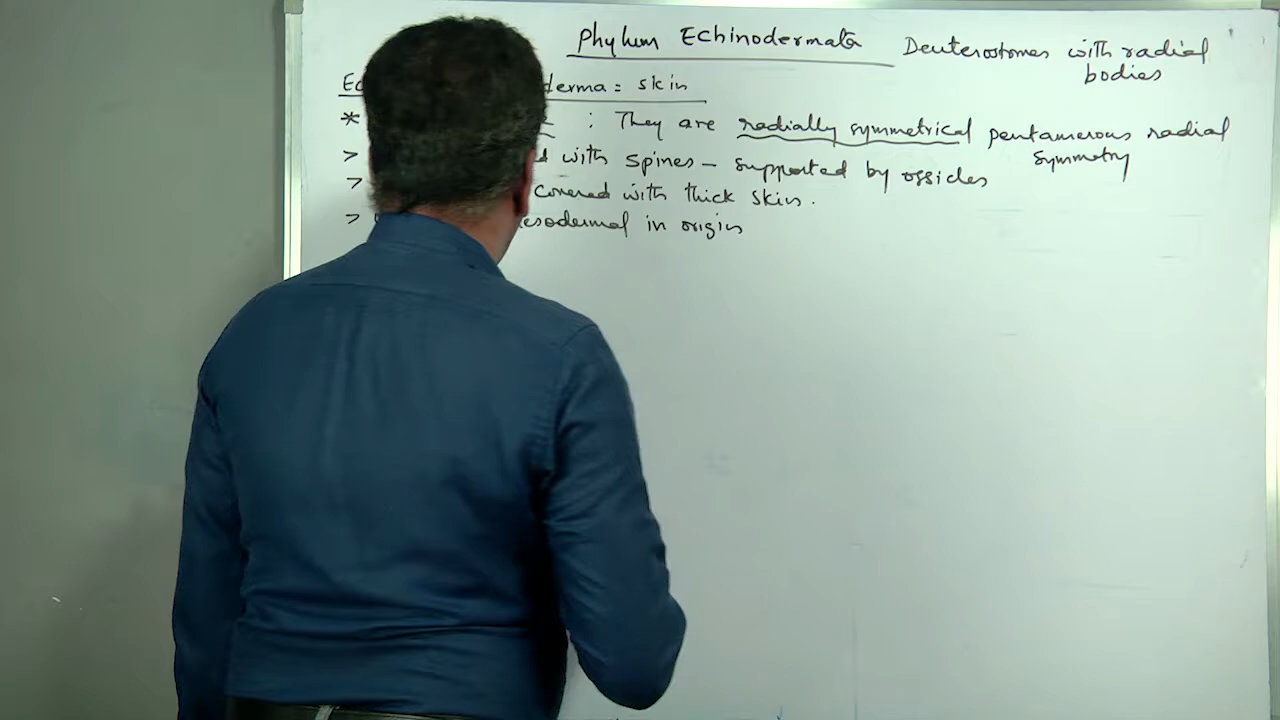 Phylum Echinodermata Deuterostomes with radial
bodies
Ec derma = skin
* : They are radially symmetrical pentamerous radial
symmetry
> d with spines – supported by ossicles
> covered with thick skin.
> esodermal in origin